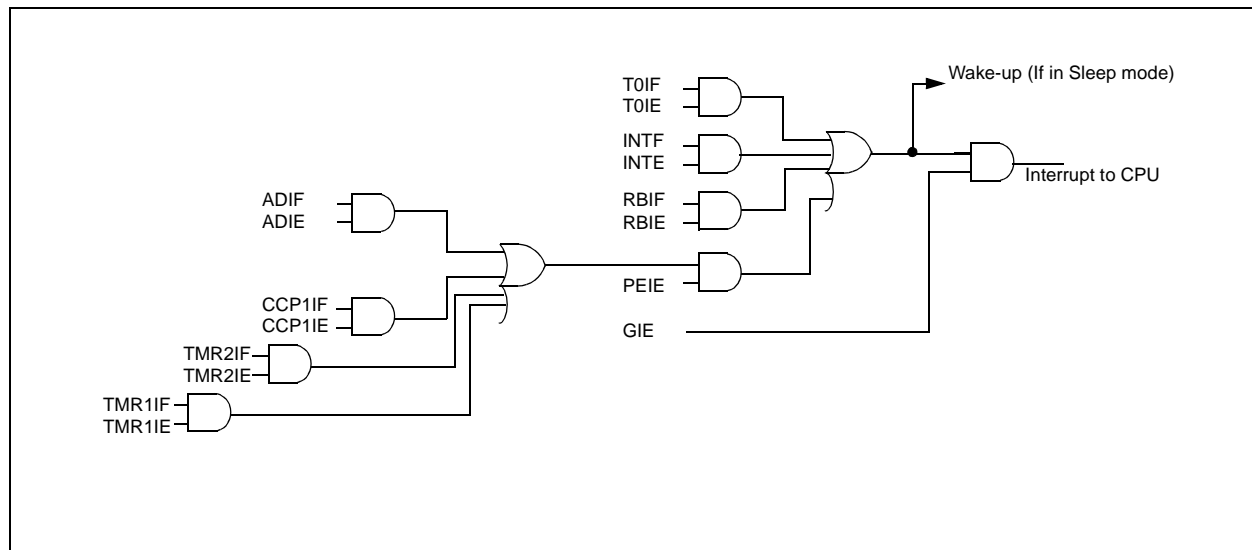 Wake-up (If in Sleep mode)
T0IF
T0IE
INTF
INTE
Interrupt to CPU
RBIF
RBIE
ADIF
ADIE
PEIE
CCP1IF
CCP1IE
GIE
TMR2IF
TMR2IE
TMR1IF
TMR1IE